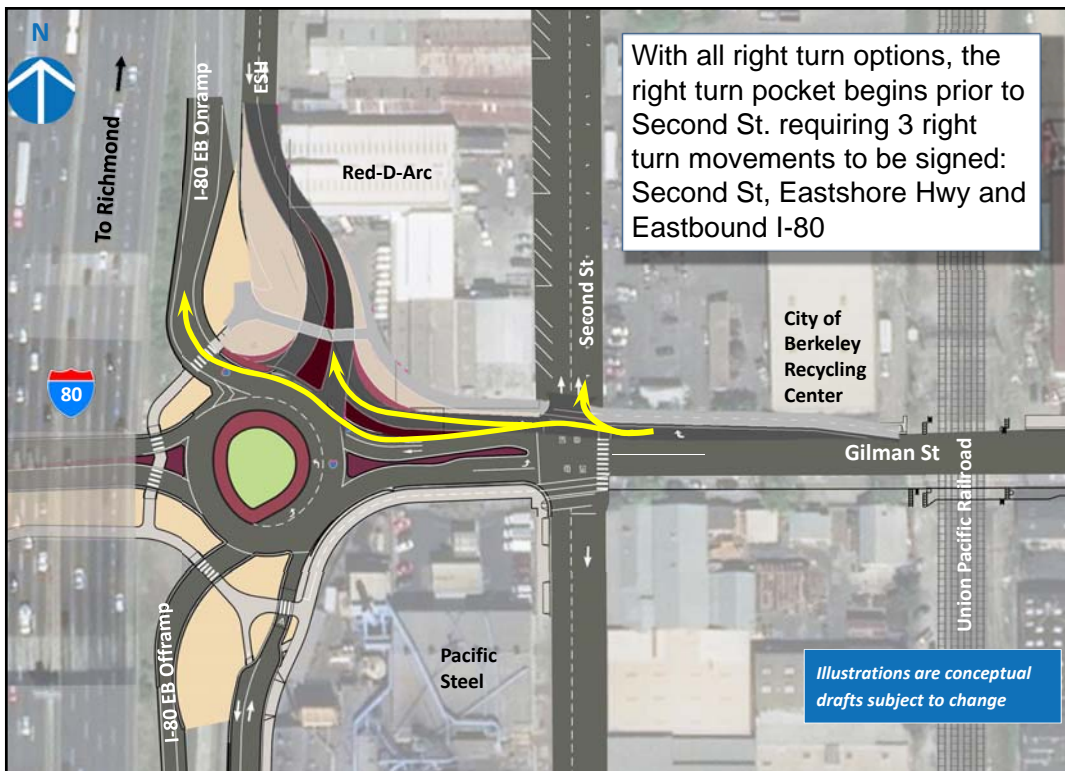 N
To Richmond
I-80 EB Onramp
ESH
With all right turn options, the
right turn pocket begins prior to
Second St. requiring 3 right
turn movements to be signed:
Second St, Eastshore Hwy and
Eastbound I-80
Red-D-Arc
Second St
City of
Berkeley
Recycling
Center
80
Gilman St
Union Pacific Railroad
I-80 EB Offramp
Pacific
Steel
Illustrations are conceptual
drafts subject to change